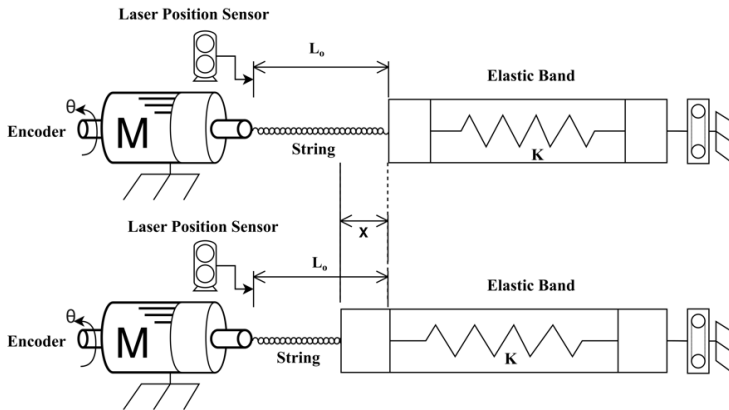 Laser Position Sensor
Lₒ
Elastic Band
θ
Encoder
M
String
K
x
Laser Position Sensor
Lₒ
Elastic Band
θ
Encoder
M
String
K